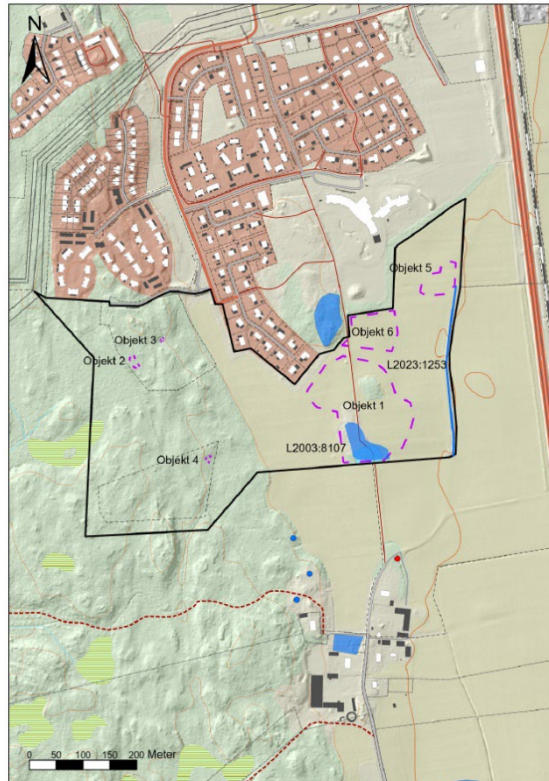 N
Objekt 5
Objekt 6
Objekt 3
Objekt 2
L2023:1253
Objekt 1
L2003:8107
Objekt 4
0 50 100 150 200 Meter